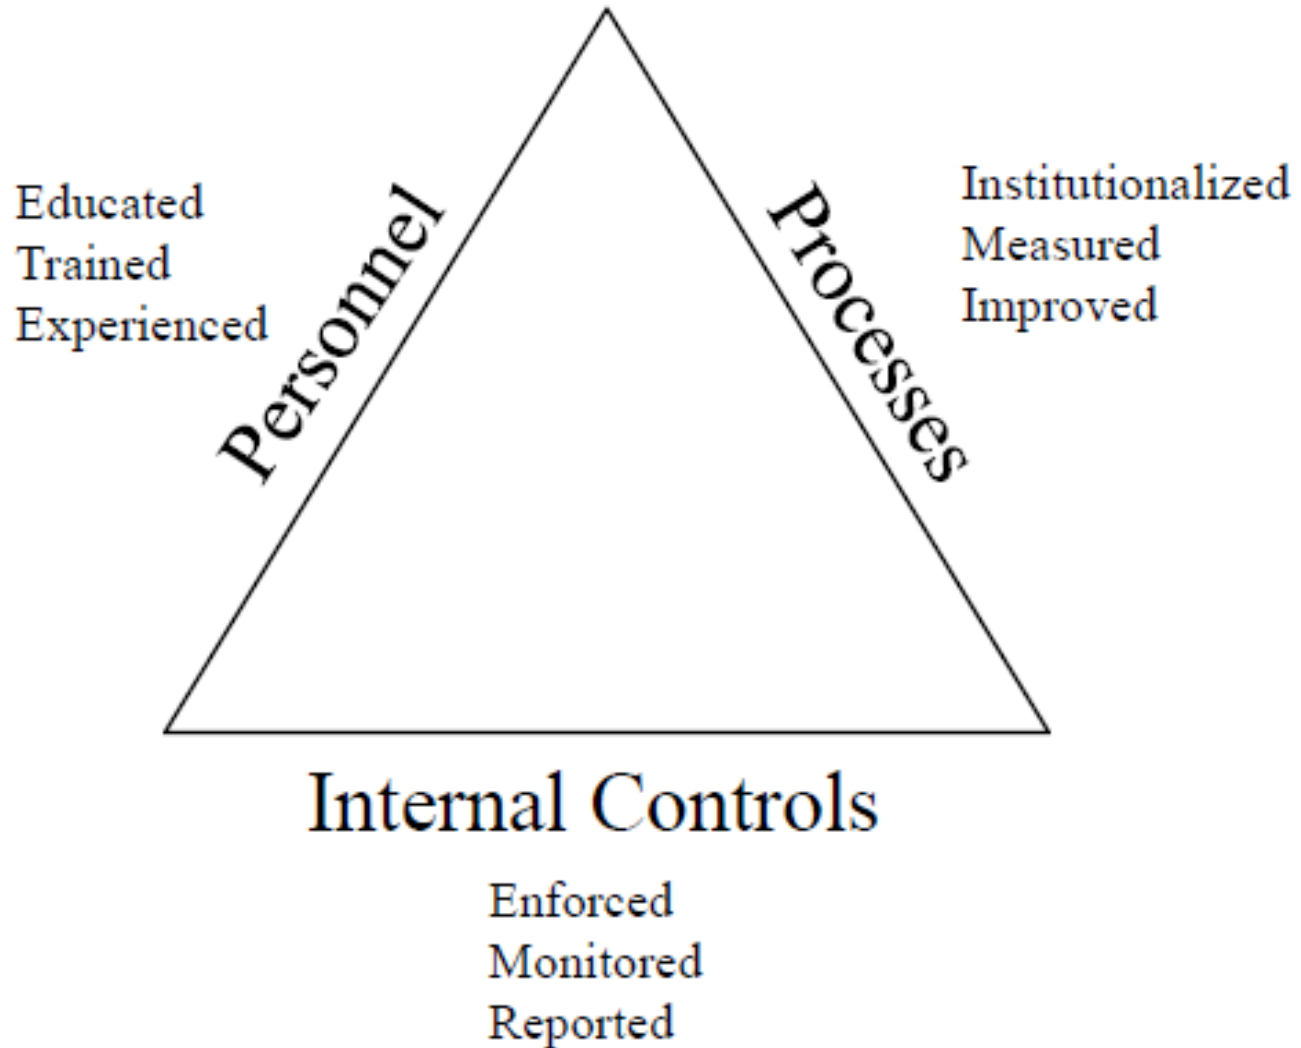 Educated
Trained
Experienced
Personnel
Processes
Institutionalized
Measured
Improved
Internal Controls
Enforced
Monitored
Reported